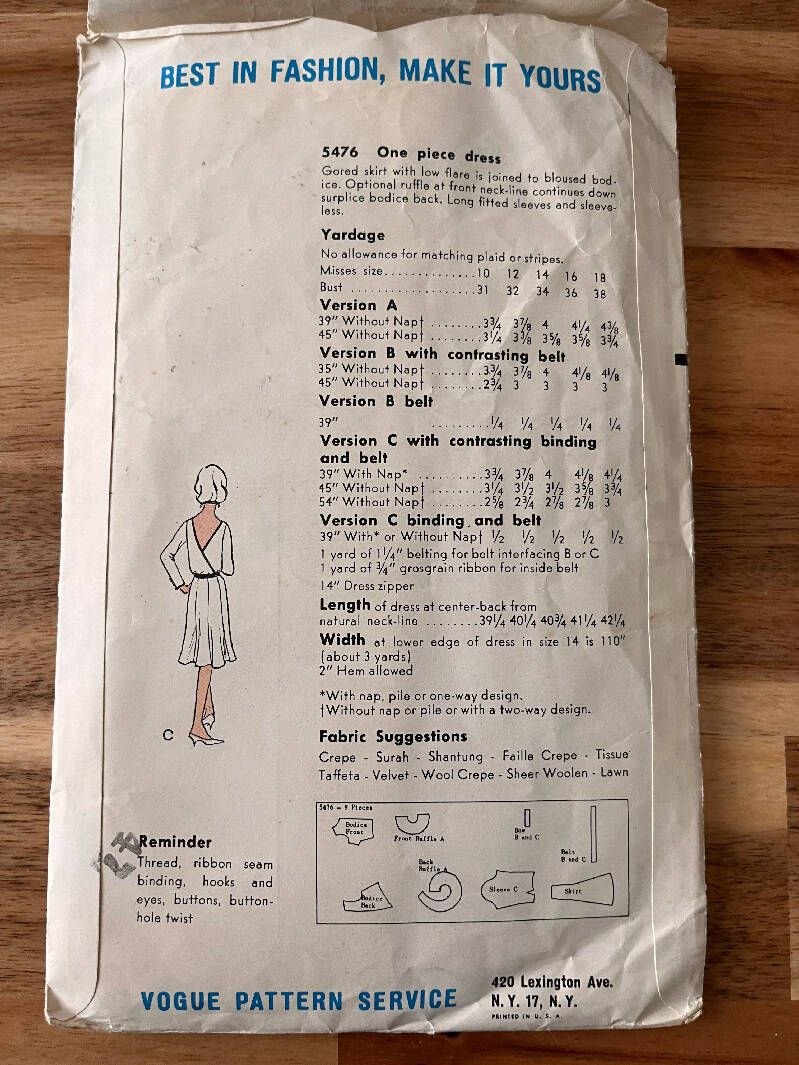 BEST IN FASHION, MAKE IT YOURS
5476 One piece dress
Gored skirt with low flare is joined to bloused bod-
ice. Optional ruffle at front neck-line continues down
surplice bodice back. Long fitted sleeves and sleeve-
less.
Yardage
No allowance for matching plaid or stripes.
Misses size..............10 12 14 16 18
Bust ...................31 32 34 36 38
Version A
39" Without Nap† ........3¾ 3⅞ 4 4¼ 4⅜
45" Without Nap† ........3¼ 3⅜ 3⅝ 3⅝ 3¾
Version B with contrasting belt
35" Without Nap† ........3¾ 3⅞ 4 4⅛ 4⅛
45" Without Nap† ........2¾ 3 3 3 3
Version B belt
39" .........¼ ¼ ¼ ¼ ¼
Version C with contrasting binding
and belt
39" With Nap* ..........3¾ 3⅞ 4 4⅛ 4¼
45" Without Nap† ........3¼ 3½ 3½ 3⅝ 3¾
54" Without Nap† ........2⅝ 2¾ 2⅞ 2⅞ 3
Version C binding and belt
39" With* or Without Nap† ½ ½ ½ ½ ½
1 yard of 1¼" belting for belt interfacing B or C
1 yard of ¾" grosgrain ribbon for inside belt
14" Dress zipper
Length of dress at center-back from
natural neck-line ........39¼ 40¼ 40¾ 41¼ 42¼
Width at lower edge of dress in size 14 is 110"
(about 3 yards)
2" Hem allowed
*With nap, pile or one-way design.
†Without nap or pile or with a two-way design.
Fabric Suggestions
Crepe - Surah - Shantung - Faille Crepe - Tissue
Taffeta - Velvet - Wool Crepe - Sheer Woolen - Lawn
C
Reminder
Thread, ribbon seam
binding, hooks and
eyes, buttons, button-
hole twist
5476 = 9 Pieces
Bodice
Front
Front Ruffle A
Bow
B and C
Belt
B and C
Bodice
Back
Back
Ruffle A
Sleeve C
Skirt
VOGUE PATTERN SERVICE
420 Lexington Ave.
N. Y. 17, N. Y.
PRINTED IN U. S. A.